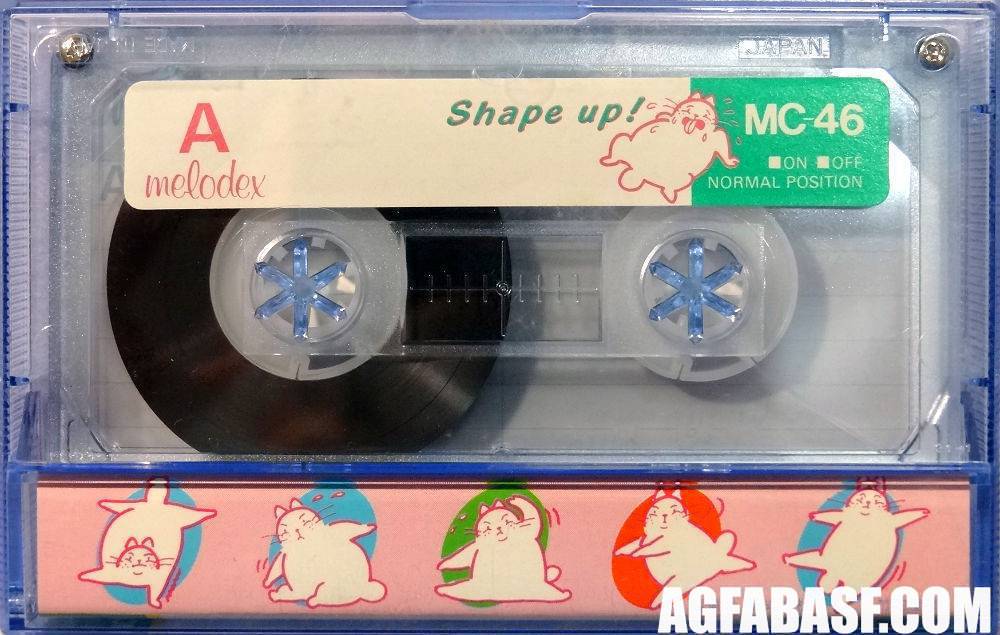 JAPAN
A
Shape up!
MC-46
melodex
■ON ■OFF
NORMAL POSITION
AGFABASF.COM